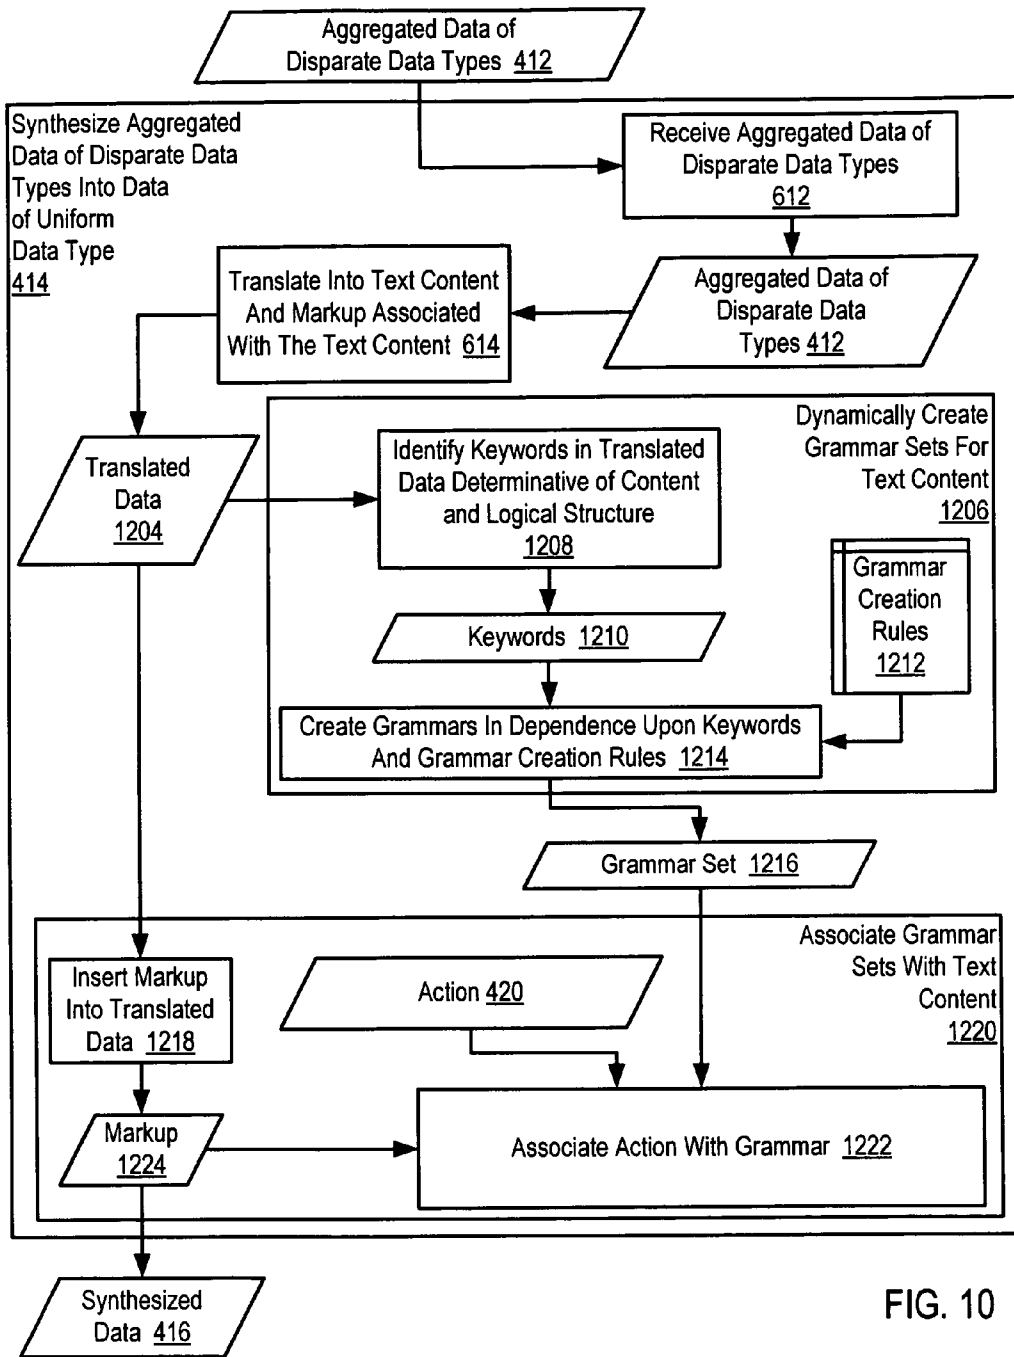 Aggregated Data of
Disparate Data Types 412
Synthesize Aggregated
Data of Disparate Data
Types Into Data
of Uniform
Data Type
414
Receive Aggregated Data of
Disparate Data Types
612
Translate Into Text Content
And Markup Associated
With The Text Content 614
Aggregated Data of
Disparate Data
Types 412
Dynamically Create
Grammar Sets For
Text Content
1206
Translated
Data
1204
Identify Keywords in Translated
Data Determinative of Content
and Logical Structure
1208
Grammar
Creation
Rules
1212
Keywords 1210
Create Grammars In Dependence Upon Keywords
And Grammar Creation Rules 1214
Grammar Set 1216
Associate Grammar
Sets With Text
Content
1220
Insert Markup
Into Translated
Data 1218
Action 420
Markup
1224
Associate Action With Grammar 1222
Synthesized
Data 416
FIG. 10